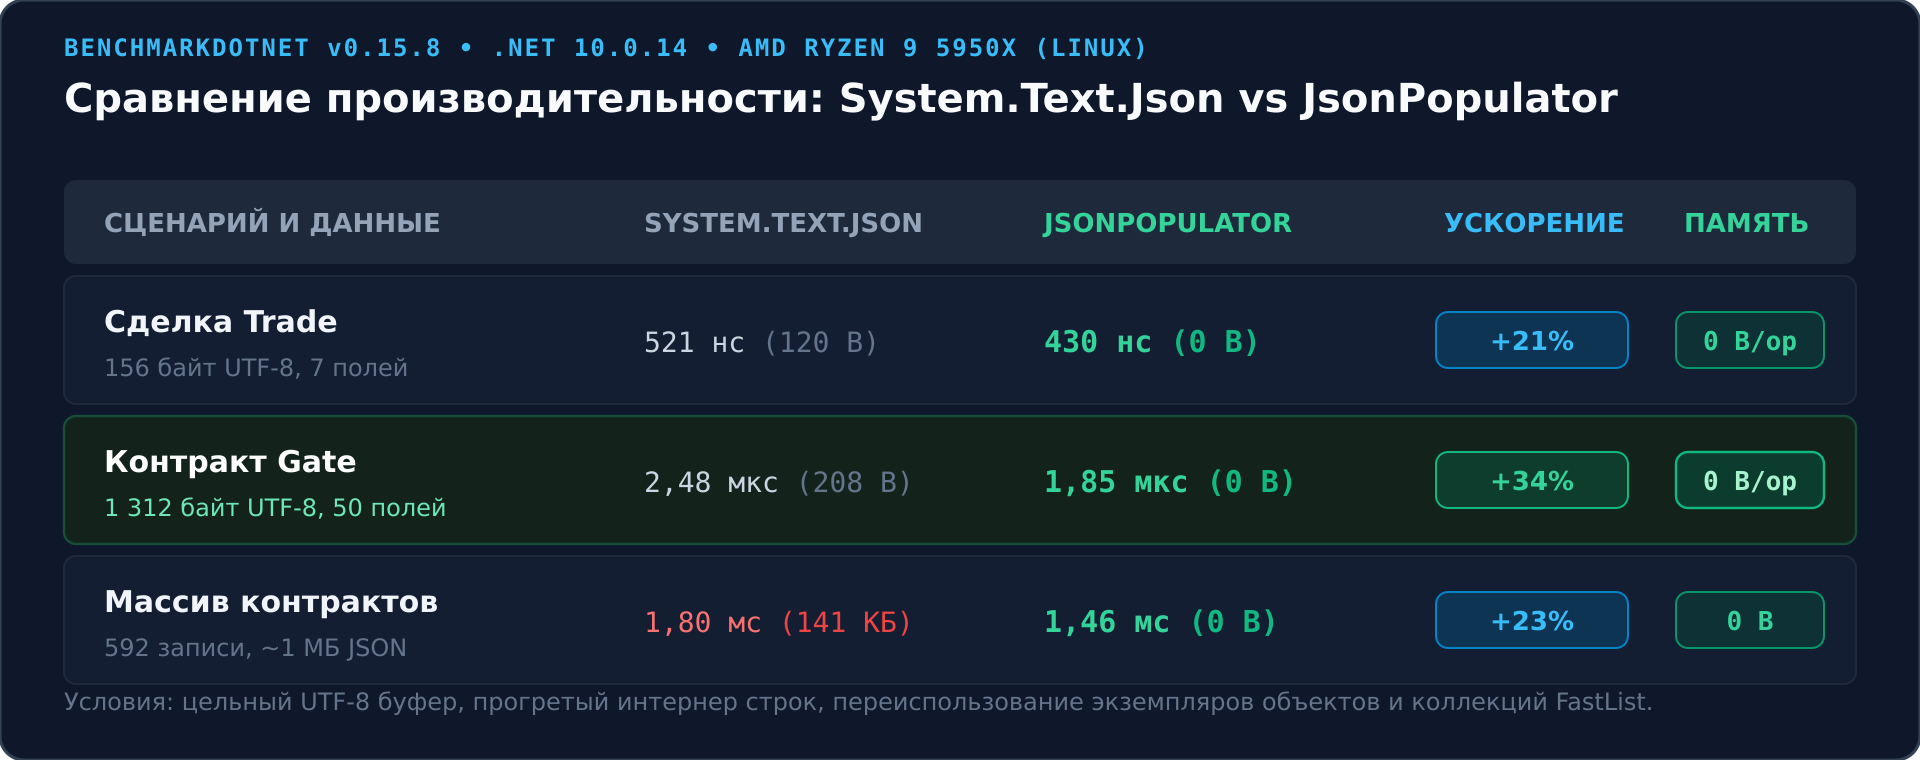 BENCHMARKDOTNET v0.15.8 • .NET 10.0.14 • AMD RYZEN 9 5950X (LINUX)
Сравнение производительности: System.Text.Json vs JsonPopulator
СЦЕНАРИЙ И ДАННЫЕ SYSTEM.TEXT.JSON JSONPOPULATOR УСКОРЕНИЕ ПАМЯТЬ
Сделка Trade
521 нс (120 B) 430 нс (0 B) +21% 0 B/op
156 байт UTF-8, 7 полей
Контракт Gate
2,48 мкс (208 B) 1,85 мкс (0 B) +34% 0 B/op
1 312 байт UTF-8, 50 полей
Массив контрактов
1,80 мс (141 КБ) 1,46 мс (0 B) +23% 0 B
592 записи, ~1 МБ JSON
Условия: цельный UTF-8 буфер, прогретый интернер строк, переиспользование экземпляров объектов и коллекций FastList.